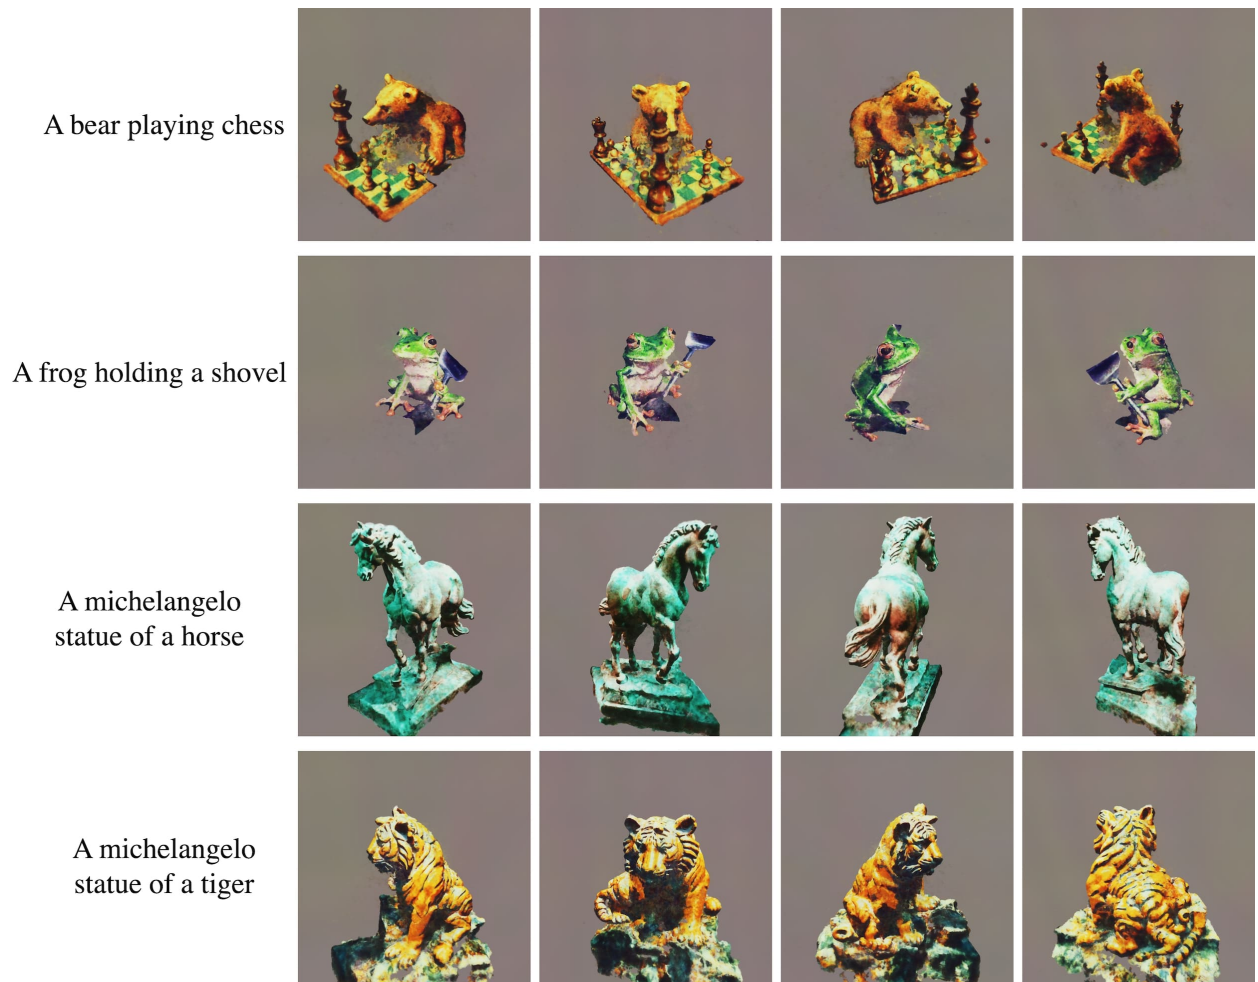 A bear playing chess
A frog holding a shovel
A michelangelo
statue of a horse
A michelangelo
statue of a tiger